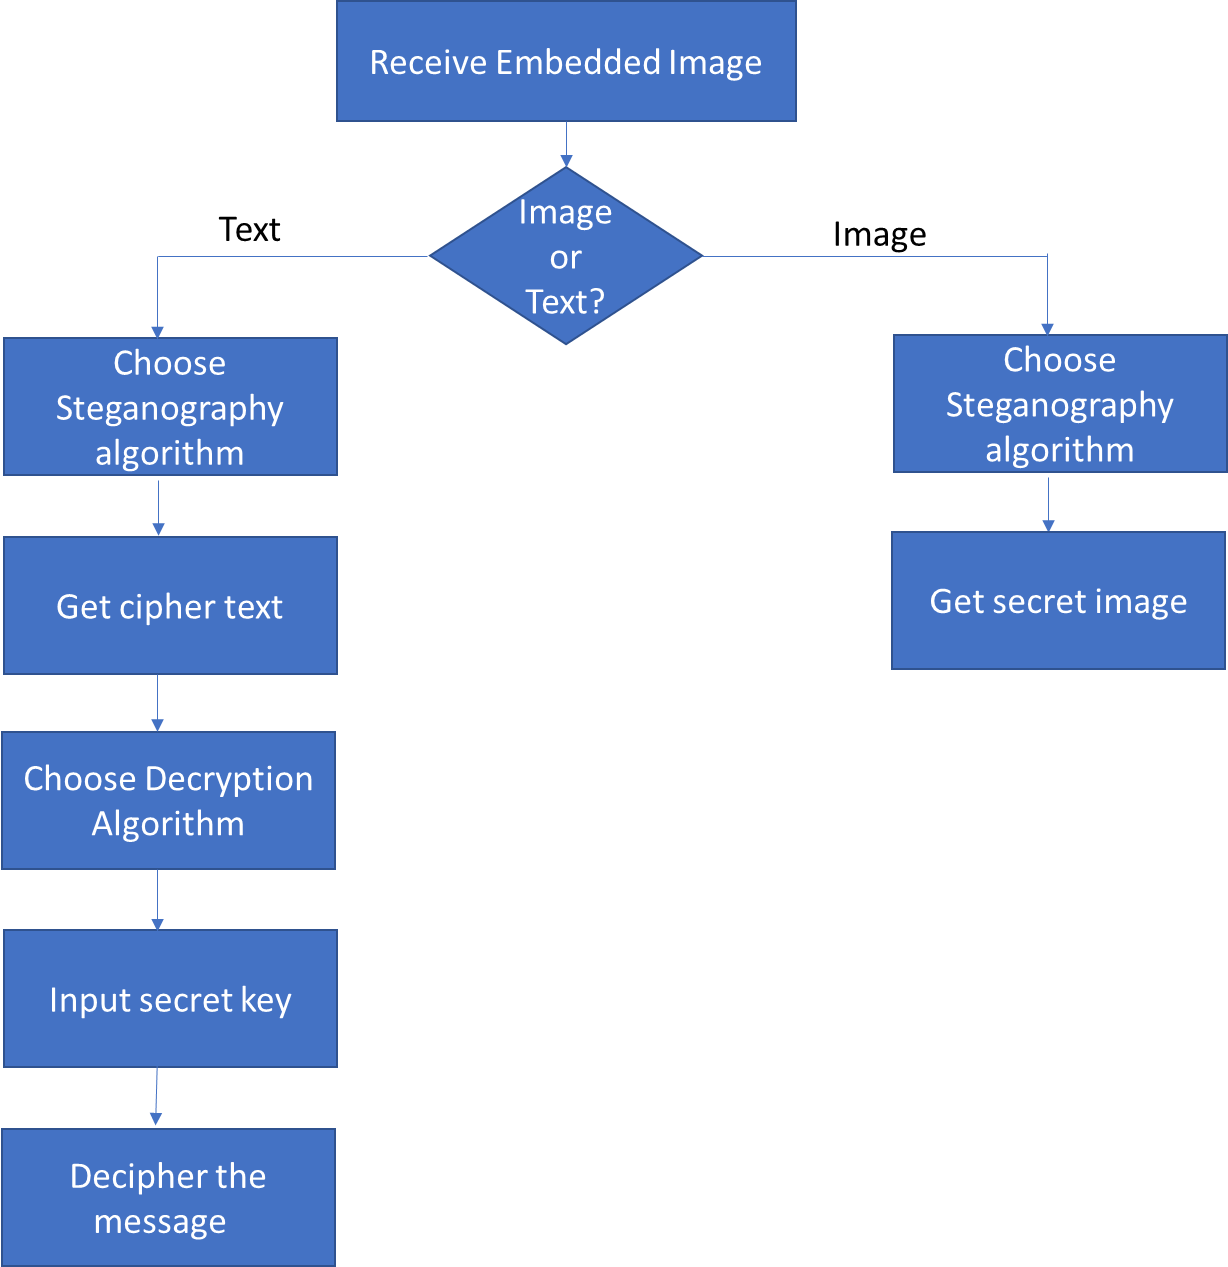 Receive Embedded Image
Image
or
Text?
Text
Image
Choose
Steganography
algorithm
Choose
Steganography
algorithm
Get cipher text
Get secret image
Choose Decryption
Algorithm
Input secret key
Decipher the
message